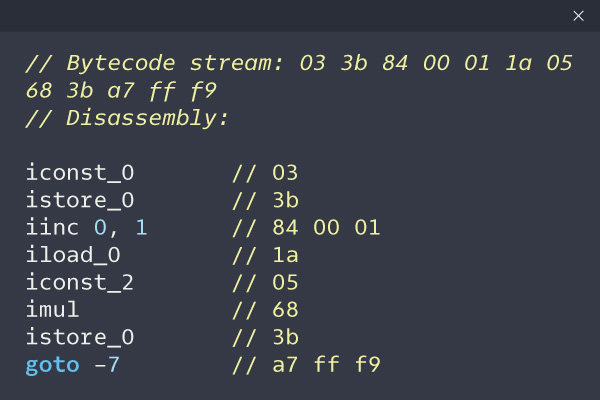 // Bytecode stream: 03 3b 84 00 01 1a 05
68 3b a7 ff f9
// Disassembly:
iconst_0 // 03
istore_0 // 3b
iinc 0, 1 // 84 00 01
iload_0 // 1a
iconst_2 // 05
imul // 68
istore_0 // 3b
goto -7 // a7 ff f9